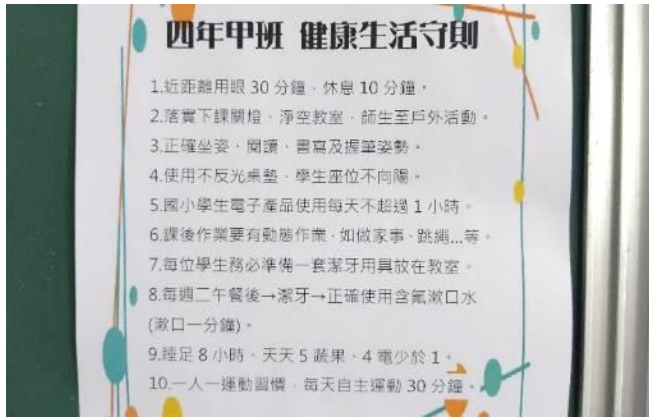 四年甲班 健康生活守則
1.近距離用眼 30 分鐘，休息 10 分鐘。
2.落實下課關燈、淨空教室，師生至戶外活動。
3.正確坐姿、閱讀、書寫及握筆姿勢。
4.使用不反光桌墊，學生座位不向陽。
5.國小學生電子產品使用每天不超過 1 小時。
6.課後作業要有動態作業，如做家事、跳繩...等。
7.每位學生務必準備一套潔牙用具放在教室。
8.每週二午餐後→潔牙→正確使用含氟漱口水
(漱口一分鐘)。
9.睡足 8 小時、天天 5 蔬果、4 電少於 1。
10.一人一運動習慣，每天自主運動 30 分鐘。